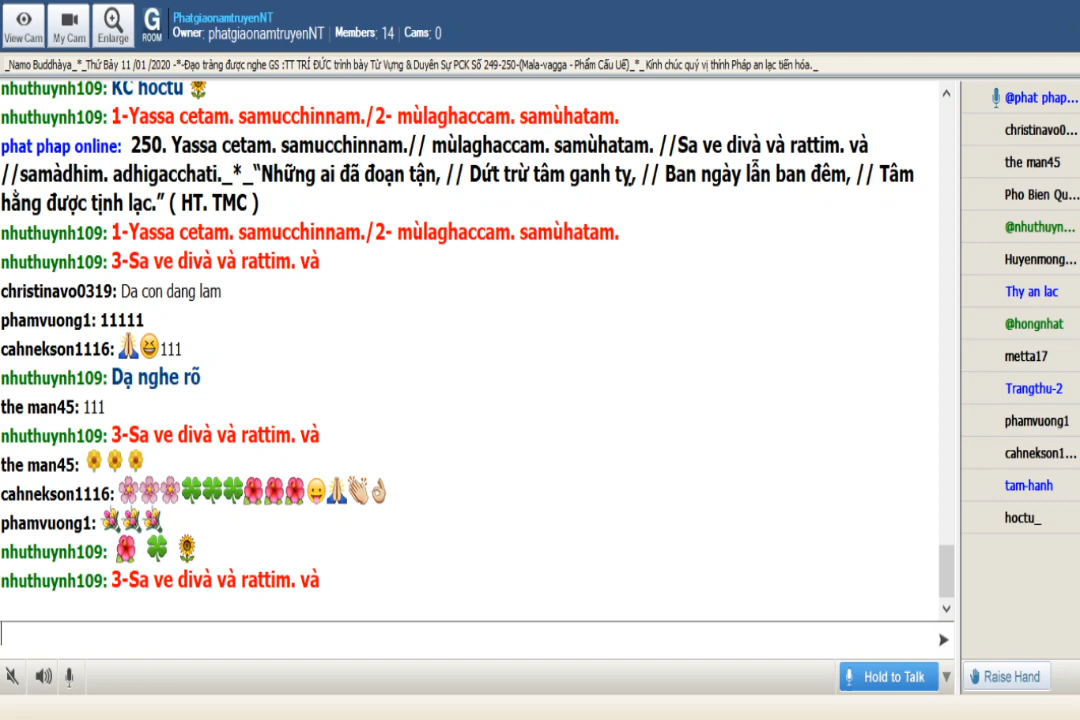 View Cam
My Cam
Enlarge
G
ROOM
PhatgiaonamtruyenNT
Owner: phatgiaonamtruyenNT | Members: 14 | Cams: 0
_Namo Buddhàya_*_Thứ Bảy 11 /01 /2020 -*-Đạo tràng được nghe GS :TT TRÍ ĐỨC trình bày Từ Vựng & Duyên Sự PCK Số 249-250-(Mala-vagga - Phẩm Cấu Uế)_*_ Kính chúc quý vị thính Pháp an lạc tiến hóa._
nhuthuynh109: KC hoctu
nhuthuynh109: 1-Yassa cetam. samucchinnam./2- mùlaghaccam. samùhatam.
phat phap online: 250. Yassa cetam. samucchinnam.// mùlaghaccam. samùhatam. //Sa ve divà và rattim. và
//samàdhim. adhigacchati._*_“Những ai đã đoạn tận, // Dứt trừ tâm ganh tỵ, // Ban ngày lẫn ban đêm, // Tâm
hằng được tịnh lạc.” ( HT. TMC )
nhuthuynh109: 1-Yassa cetam. samucchinnam./2- mùlaghaccam. samùhatam.
nhuthuynh109: 3-Sa ve divà và rattim. và
christinavo0319: Da con dang lam
phamvuong1: 11111
cahnekson1116: 🙏😆111
nhuthuynh109: Dạ nghe rõ
the man45: 111
nhuthuynh109: 3-Sa ve divà và rattim. và
the man45:
cahnekson1116:
phamvuong1:
nhuthuynh109:
nhuthuynh109: 3-Sa ve divà và rattim. và
@phat phap...
christinavo0...
the man45
Pho Bien Qu...
@nhuthuyn...
Huyenmong...
Thy an lac
@hongnhat
metta17
Trangthu-2
phamvuong1
cahnekson1...
tam-hanh
hoctu_
Hold to Talk
Raise Hand